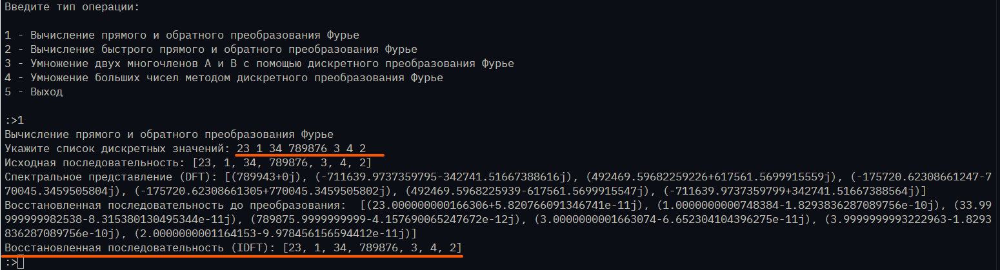 Введите тип операции:
1 - Вычисление прямого и обратного преобразования Фурье
2 - Вычисление быстрого прямого и обратного преобразования Фурье
3 - Умножение двух многочленов А и В с помощью дискретного преобразования Фурье
4 - Умножение больших чисел методом дискретного преобразования Фурье
5 - Выход
:>1
Вычисление прямого и обратного преобразования Фурье
Укажите список дискретных значений: 23 1 34 789876 3 4 2
Исходная последовательность: [23, 1, 34, 789876, 3, 4, 2]
Спектральное представление (DFT): [(789943+0j), (-711639.9737359795-342741.51667388616j), (492469.59682259226+617561.5699915559j), (-175720.62308661247-7
70045.3459505804j), (-175720.62308661305+770045.3459505802j), (492469.5968225939-617561.5699915547j), (-711639.9737359799+342741.51667388564j)]
Восстановленная последовательность до преобразования:  [(23.000000000166306+5.820766091346741e-11j), (1.0000000000748384-1.8293836287089756e-10j), (33.99
999999982538-8.315380130495344e-11j), (789875.9999999999-4.157690065247672e-12j), (3.0000000001663074-6.652304104396275e-11j), (3.9999999993222963-1.8293
836287089756e-10j), (2.0000000001164153-9.978456156594412e-11j)]
Восстановленная последовательность (IDFT): [23, 1, 34, 789876, 3, 4, 2]
:>